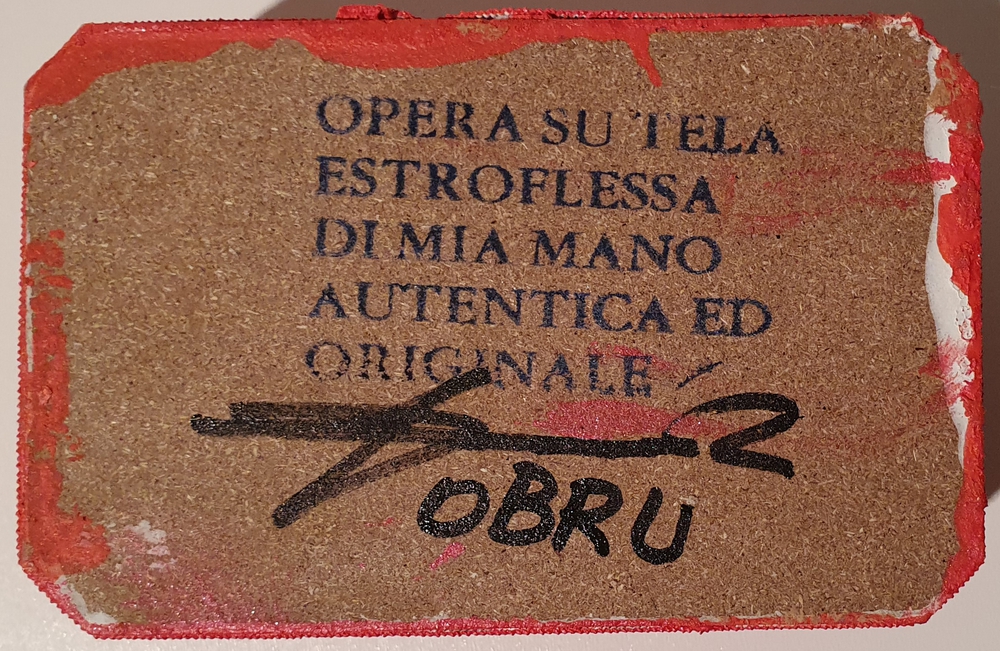 OPERA SU TELA
ESTROFLESSA
DI MIA MANO
AUTENTICA ED
ORIGINALE
OBRU